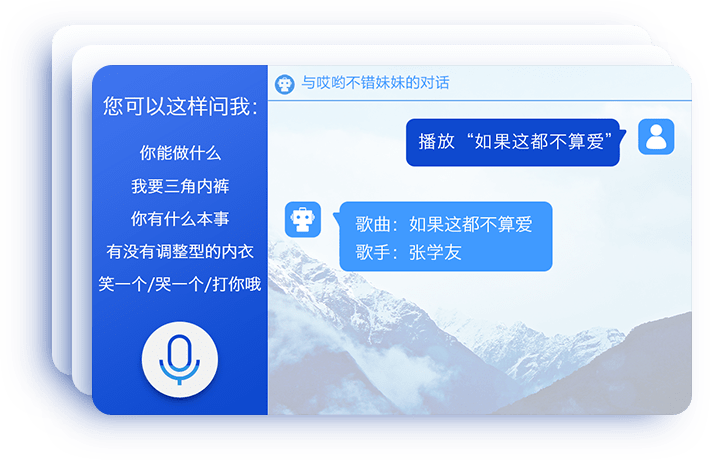 您可以这样问我：
你能做什么
我要三角内裤
你有什么本事
有没有调整型的内衣
笑一个/哭一个/打你哦
与哎哟不错妹妹的对话
播放“如果这都不算爱”
歌曲：如果这都不算爱
歌手：张学友